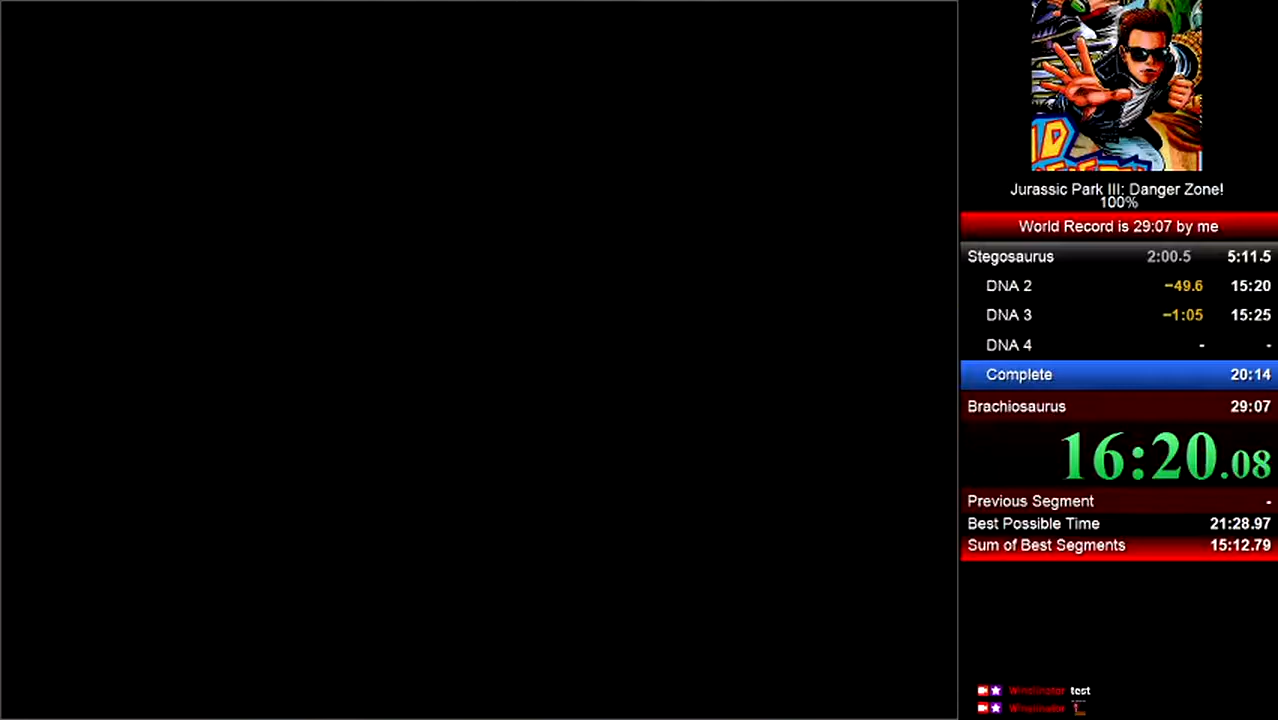 Jurassic Park III: Danger Zone!
100%
World Record is 29:07 by me
Stegosaurus 2:00.5 5:11.5
DNA 2 −49.6 15:20
DNA 3 −1:05 15:25
DNA 4 - -
Complete 20:14
Brachiosaurus 29:07
16:20.08
Previous Segment -
Best Possible Time 21:28.97
Sum of Best Segments 15:12.79
test